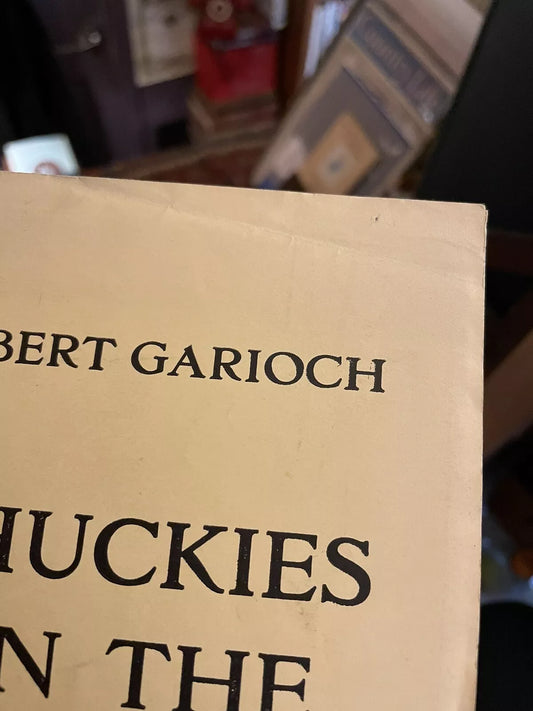 BERT GARIOCH
HUCKIES
N THE